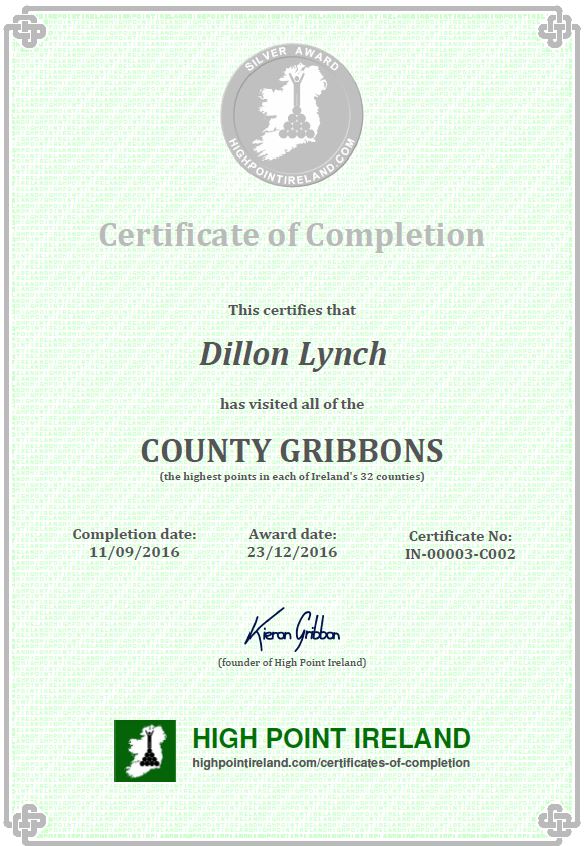 SILVER AWARD
HIGHPOINTIRELAND.COM
Certificate of Completion
This certifies that
Dillon Lynch
has visited all of the
COUNTY GRIBBONS
(the highest points in each of Ireland's 32 counties)
Completion date:
11/09/2016
Award date:
23/12/2016
Certificate No:
IN-00003-C002
Kieron Gribbon
(founder of High Point Ireland)
HIGH POINT IRELAND
highpointireland.com/certificates-of-completion